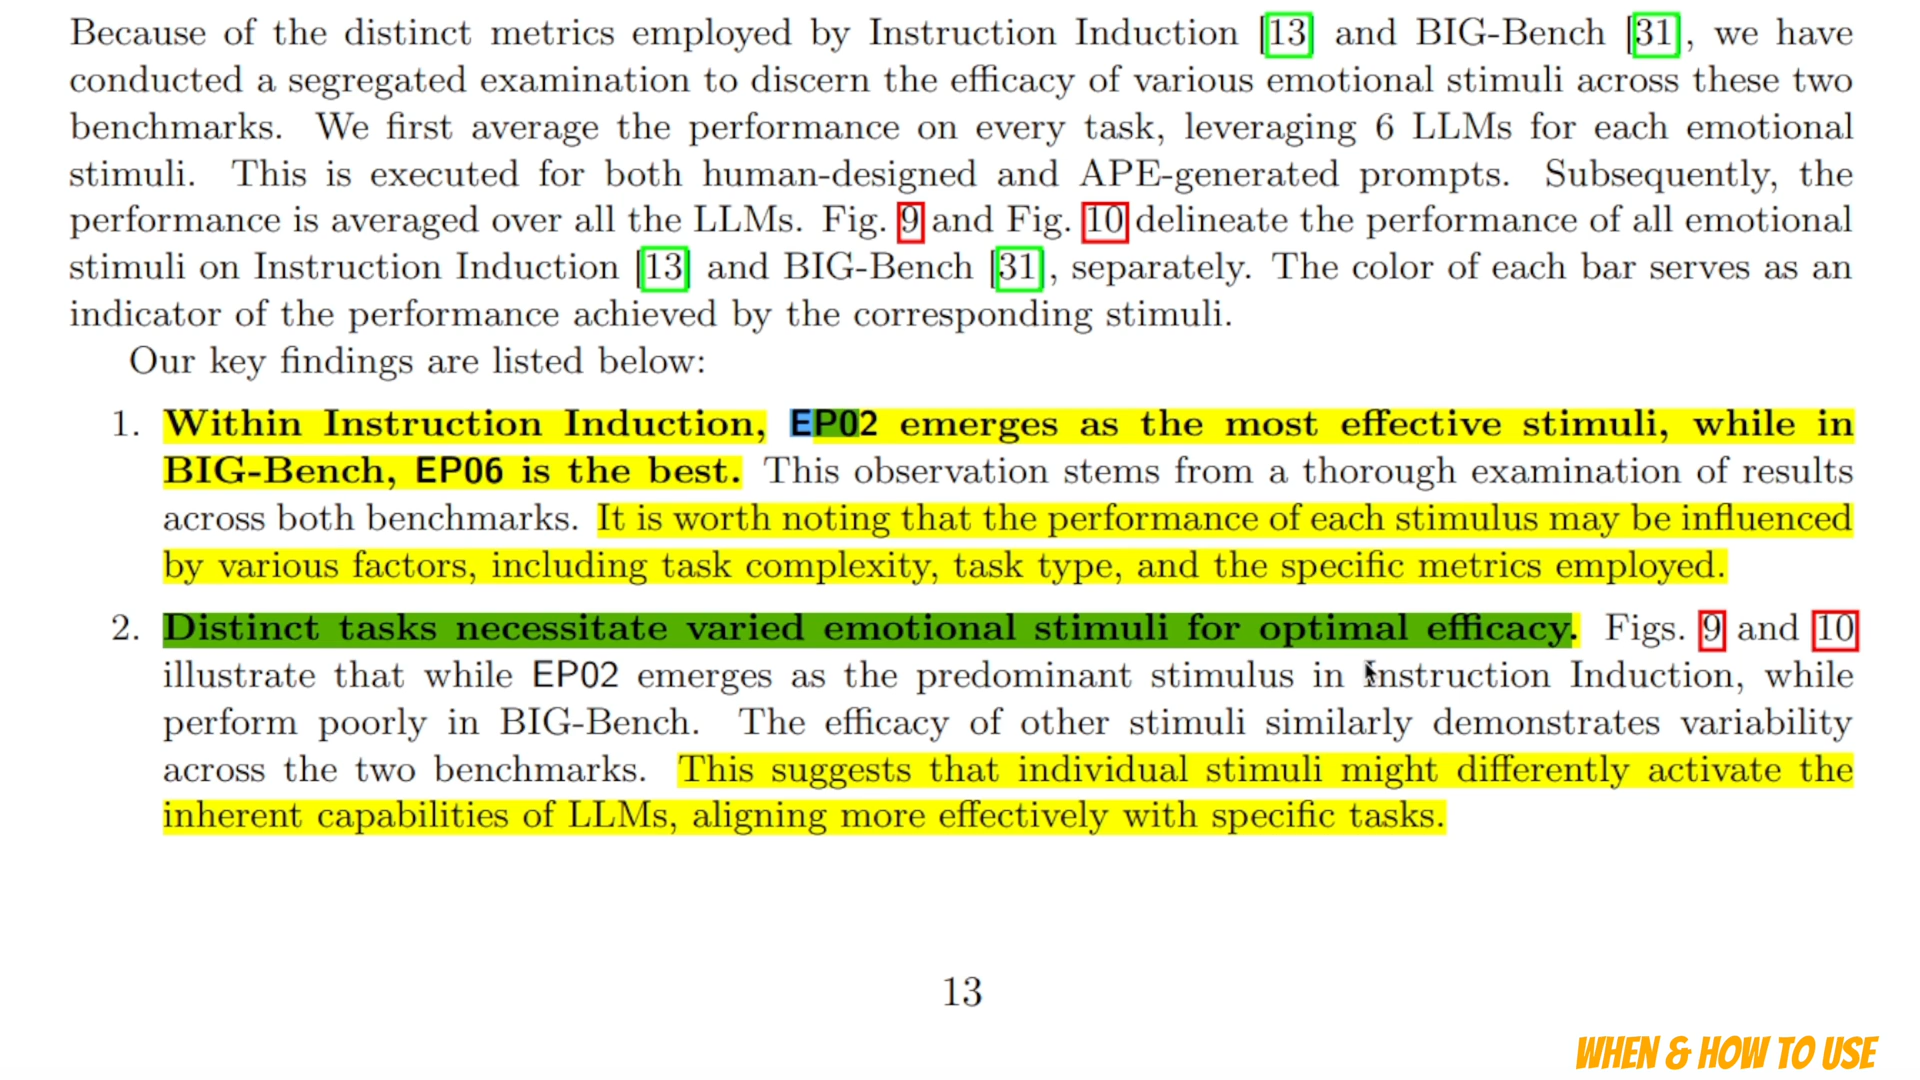 Because of the distinct metrics employed by Instruction Induction [13] and BIG-Bench [31], we have
conducted a segregated examination to discern the efficacy of various emotional stimuli across these two
benchmarks. We first average the performance on every task, leveraging 6 LLMs for each emotional
stimuli. This is executed for both human-designed and APE-generated prompts. Subsequently, the
performance is averaged over all the LLMs. Fig. 9 and Fig. 10 delineate the performance of all emotional
stimuli on Instruction Induction [13] and BIG-Bench [31], separately. The color of each bar serves as an
indicator of the performance achieved by the corresponding stimuli.
Our key findings are listed below:
1. Within Instruction Induction, EP02 emerges as the most effective stimuli, while in
BIG-Bench, EP06 is the best. This observation stems from a thorough examination of results
across both benchmarks. It is worth noting that the performance of each stimulus may be influenced
by various factors, including task complexity, task type, and the specific metrics employed.
2. Distinct tasks necessitate varied emotional stimuli for optimal efficacy. Figs. 9 and 10
illustrate that while EP02 emerges as the predominant stimulus in Instruction Induction, while
perform poorly in BIG-Bench. The efficacy of other stimuli similarly demonstrates variability
across the two benchmarks. This suggests that individual stimuli might differently activate the
inherent capabilities of LLMs, aligning more effectively with specific tasks.
13
WHEN & HOW TO USE